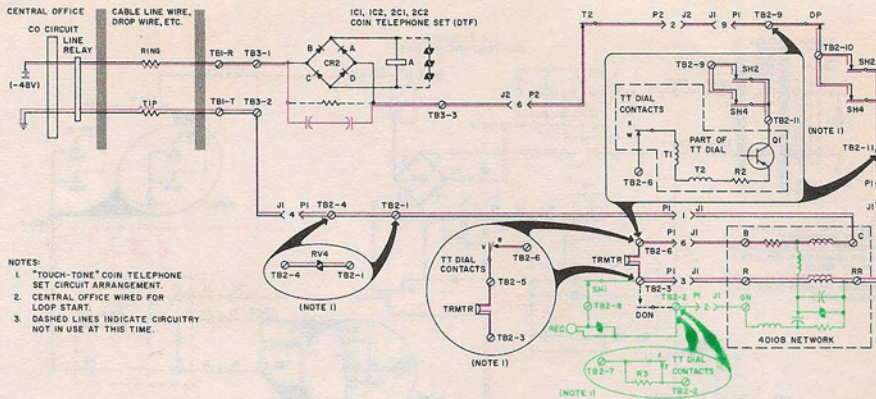 CENTRAL OFFICE
CABLE LINE WIRE,
DROP WIRE, ETC.
1C1, 1C2, 2C1, 2C2
COIN TELEPHONE SET (DTF)
CO CIRCUIT
LINE
RELAY
RING
TB1-R
TB3-1
B
A
CR2
C
D
A
(-48V)
TIP
TB1-T
TB3-2
TB3-3
J2
P2
6
T2
P2
J2
J1
P1
TB2-9
DP
2
9
TB2-10
SH2
SH4
(NOTE 1)
TB2-11
TB2-9
SH2
SH4
TB2-11
TT DIAL
CONTACTS
X
W
PART OF
TT DIAL
T1
Q1
T2
R2
TB2-6
P1
J1
J1
P1
TB2-4
TB2-1
4
P1
J1
1
RV4
TB2-4
TB2-1
(NOTE 1)
TT DIAL
CONTACTS
TB2-6
TB2-5
TRMTR
TB2-3
(NOTE 1)
P1
J1
B
C
6
TB2-6
TRMTR
P1
J1
R
RR
3
TB2-3
SH1
TB2-8
REC
DON
TB2-2
P1
J1
GN
2
4010B NETWORK
TB2-7
R3
TT DIAL
CONTACTS
TB2-2
(NOTE 1)
NOTES:
1. "TOUCH-TONE" COIN TELEPHONE
SET CIRCUIT ARRANGEMENT.
2. CENTRAL OFFICE WIRED FOR
LOOP START.
3. DASHED LINES INDICATE CIRCUITRY
NOT IN USE AT THIS TIME.